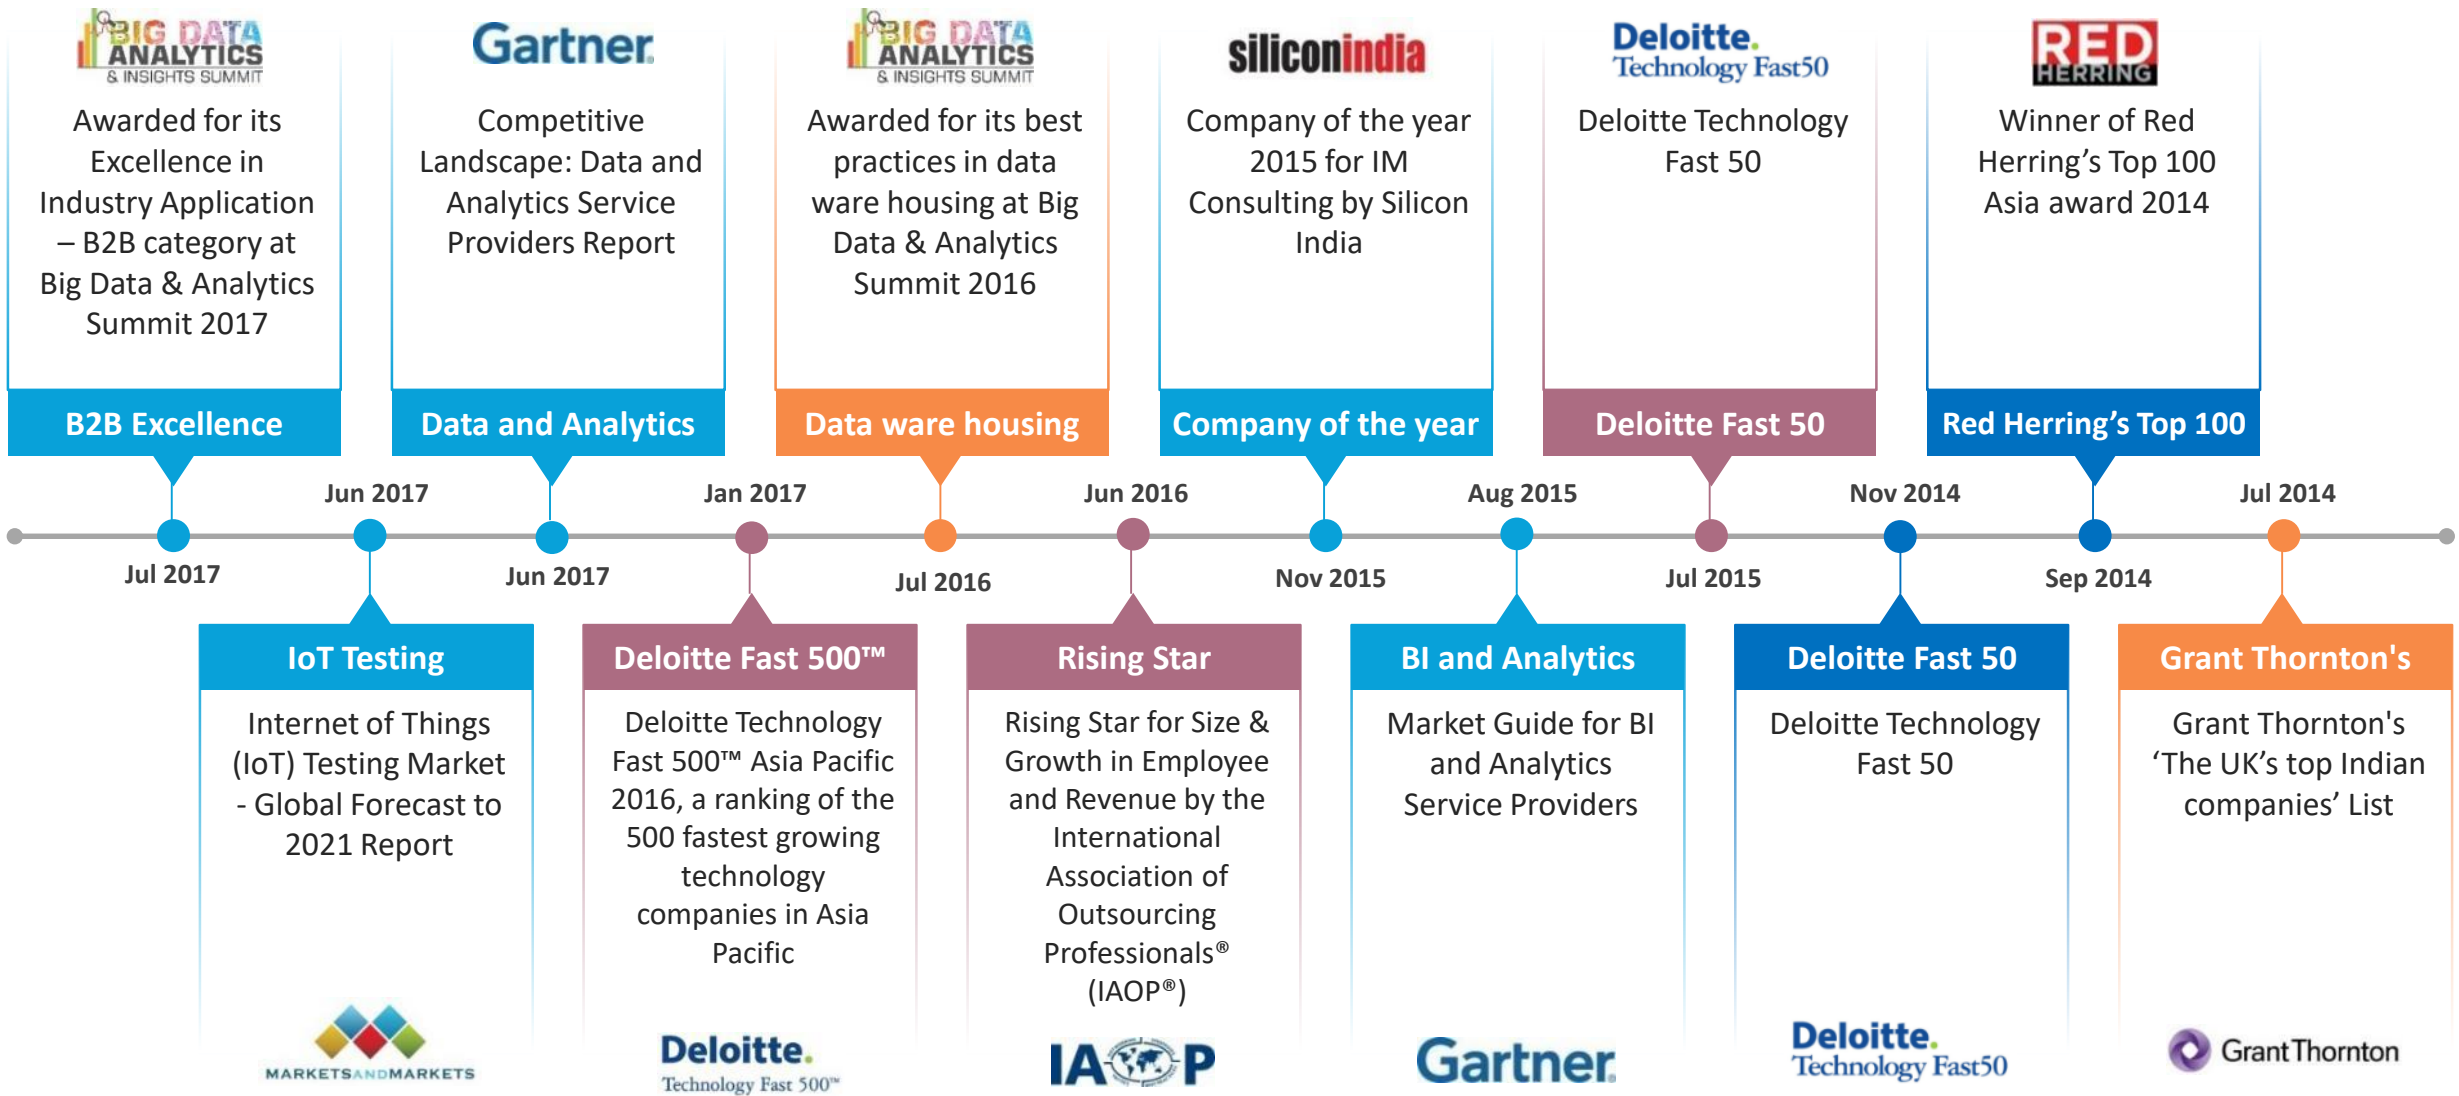 BIG DATA
ANALYTICS
& INSIGHTS SUMMIT
Awarded for its
Excellence in
Industry Application
– B2B category at
Big Data & Analytics
Summit 2017
B2B Excellence
Jul 2017
Jun 2017
IoT Testing
Internet of Things
(IoT) Testing Market
- Global Forecast to
2021 Report
MARKETSANDMARKETS
Gartner
Competitive
Landscape: Data and
Analytics Service
Providers Report
Data and Analytics
Jun 2017
Jan 2017
Deloitte Fast 500™
Deloitte Technology
Fast 500™ Asia Pacific
2016, a ranking of the
500 fastest growing
technology
companies in Asia
Pacific
Deloitte.
Technology Fast 500™
BIG DATA
ANALYTICS
& INSIGHTS SUMMIT
Awarded for its best
practices in data
ware housing at Big
Data & Analytics
Summit 2016
Data ware housing
Jul 2016
Jun 2016
Rising Star
Rising Star for Size &
Growth in Employee
and Revenue by the
International
Association of
Outsourcing
Professionals®
(IAOP®)
IAOP
siliconindia
Company of the year
2015 for IM
Consulting by Silicon
India
Company of the year
Nov 2015
Aug 2015
BI and Analytics
Market Guide for BI
and Analytics
Service Providers
Gartner
Deloitte.
Technology Fast50
Deloitte Technology
Fast 50
Deloitte Fast 50
Jul 2015
Nov 2014
Deloitte Fast 50
Deloitte Technology
Fast 50
Deloitte.
Technology Fast50
RED
HERRING
Winner of Red
Herring’s Top 100
Asia award 2014
Red Herring’s Top 100
Sep 2014
Jul 2014
Grant Thornton's
Grant Thornton's
‘The UK’s top Indian
companies’ List
Grant Thornton